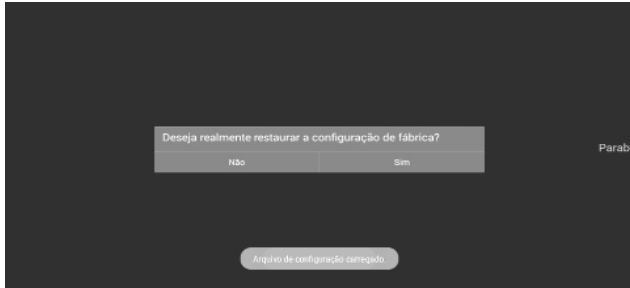 Deseja realmente restaurar a configuração de fábrica?
Não
Sim
Parab
Arquivo de configuração carregado